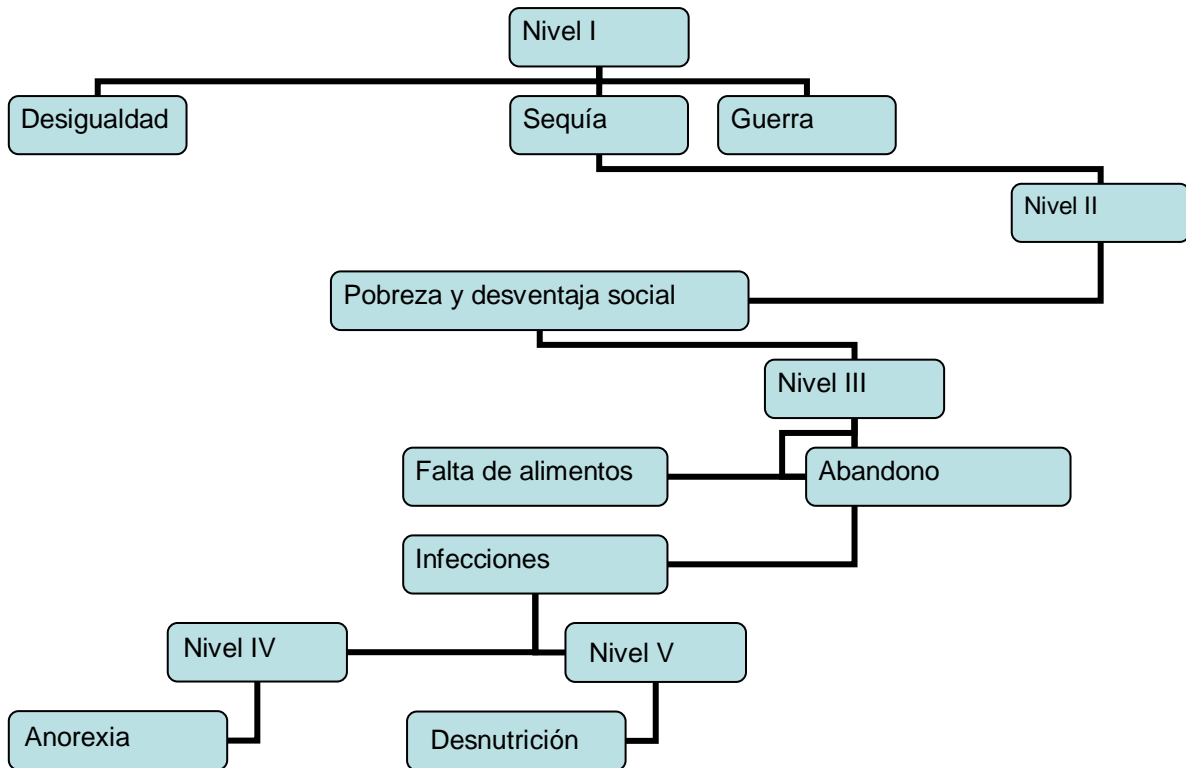 Nivel I
Desigualdad
Sequía
Guerra
Nivel II
Pobreza y desventaja social
Nivel III
Falta de alimentos
Abandono
Infecciones
Nivel IV
Nivel V
Anorexia
Desnutrición